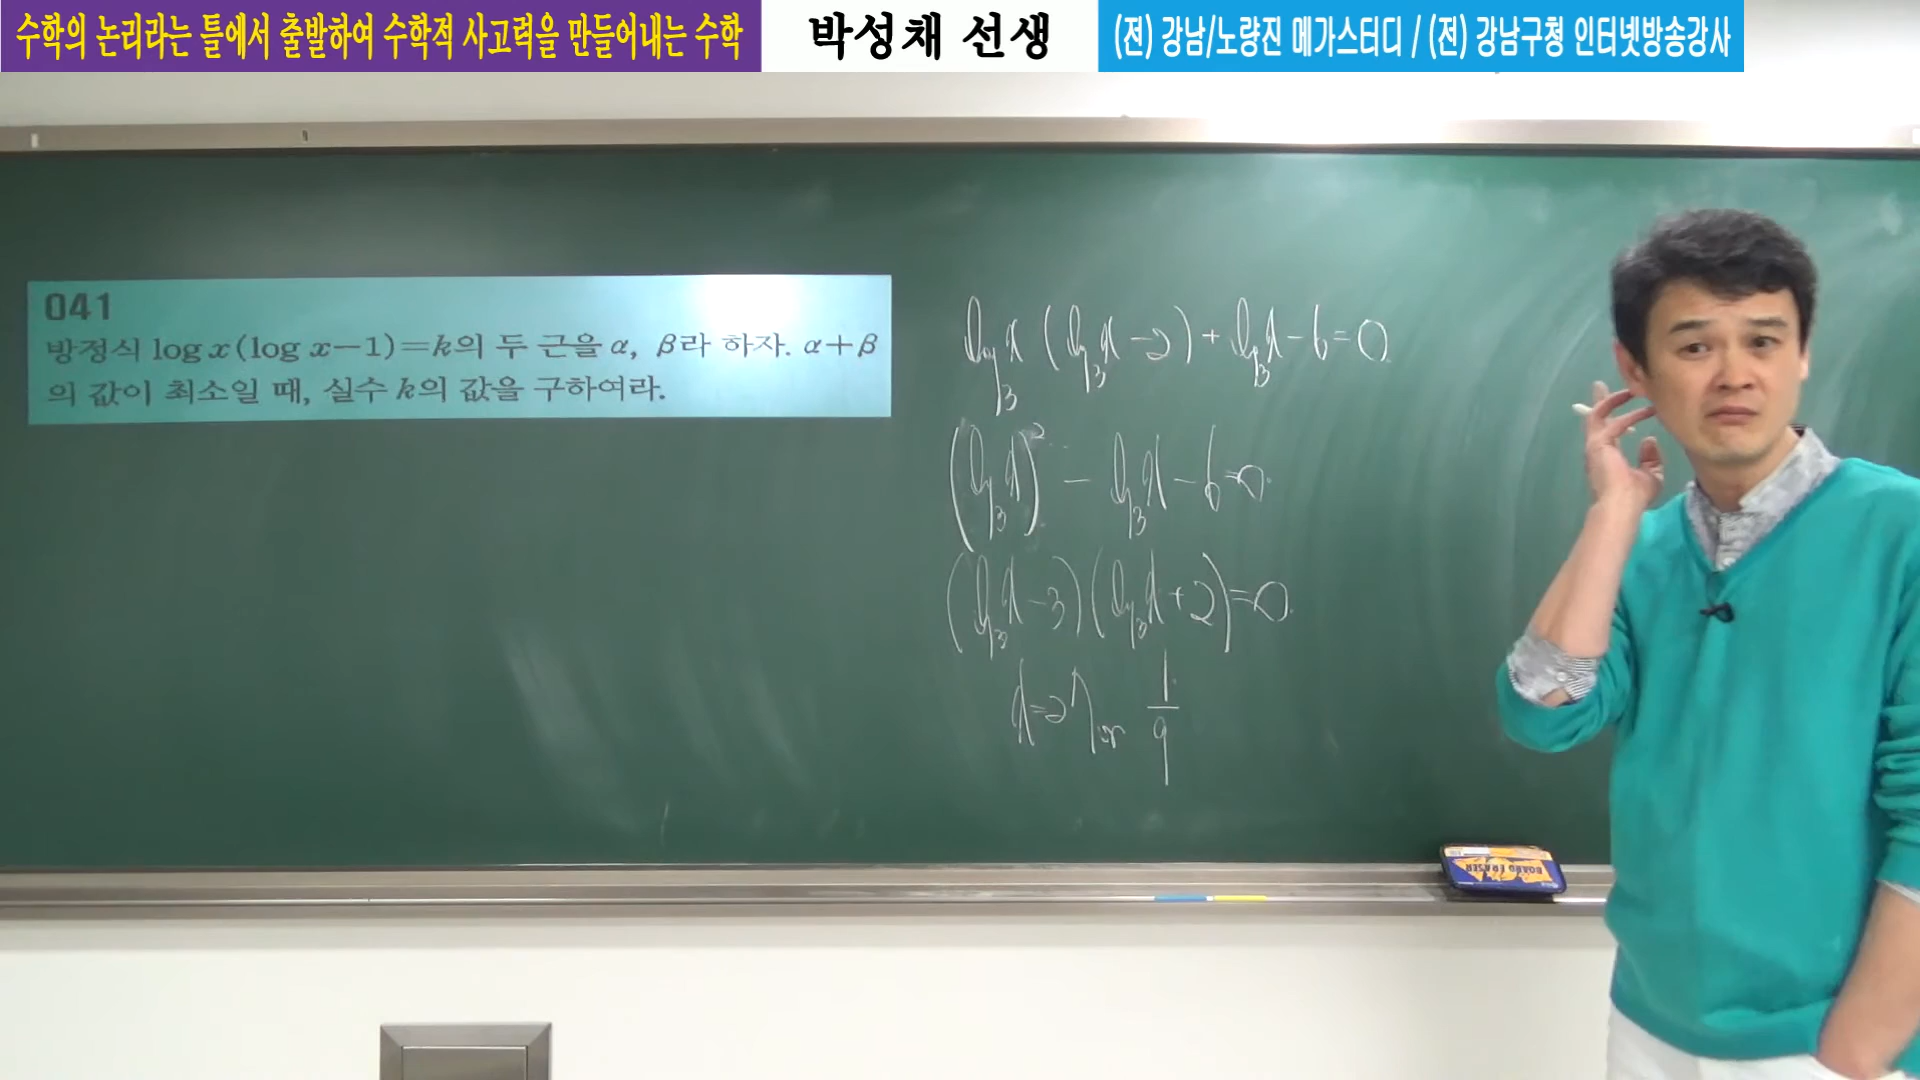 수학의 논리라는 틀에서 출발하여 수학적 사고력을 만들어내는 수학
박성채 선생
(전) 강남/노량진 메가스터디 / (전) 강남구청 인터넷방송강사
041
방정식 log x(log x−1)=k의 두 근을 α, β라 하자. α+β
의 값이 최소일 때, 실수 k의 값을 구하여라.
log₃x (log₃x − 2) + log₃x − 6 = 0
(log₃x)² − log₃x − 6 = 0.
(log₃x − 3)(log₃x + 2) = 0.
x = 27 or 1/9
BOARD ERASER